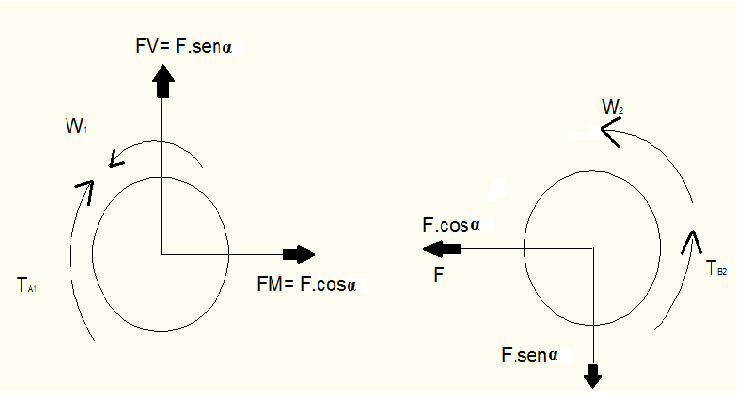 FV= F.senα
W1
TA1
FM= F.cosα
W2
F.cosα
F
TB2
F.senα